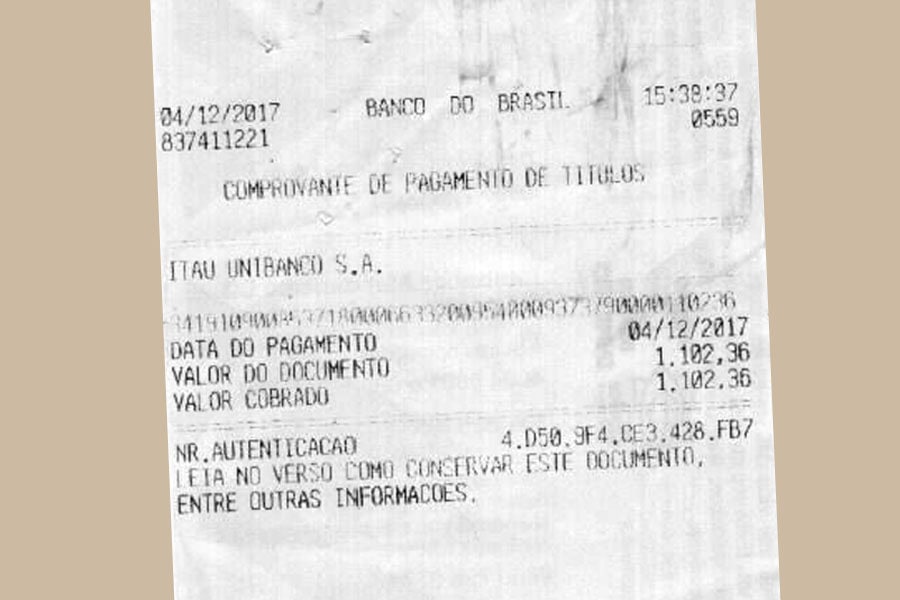 04/12/2017 - BANCO DO BRASIL - 15:38:37
837411221 0559
COMPROVANTE DE PAGAMENTO DE TITULOS
ITAU UNIBANCO S.A.
DATA DO PAGAMENTO 04/12/2017
VALOR DO DOCUMENTO 1.102,36
VALOR COBRADO 1.102,36
NR.AUTENTICACAO 4.D50.9F4.CE3.428.FB7
LEIA NO VERSO COMO CONSERVAR ESTE DOCUMENTO,
ENTRE OUTRAS INFORMACOES.